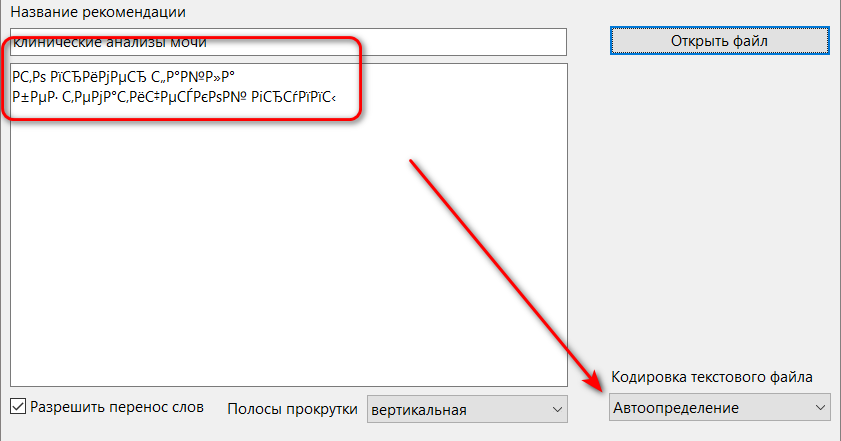 Название рекомендации
клинические анализы мочи
Открыть файл
Р­С‚Рѕ РїСЂРёРјРµСЂ С„Р°Р№Р»Р°
Р±РµР· С‚РµРјР°С‚РёС‡РµСЃРєРѕР№ РіСЂСѓРїРїС‹
Кодировка текстового файла
Разрешить перенос слов
Полосы прокрутки
вертикальная
Автоопределение